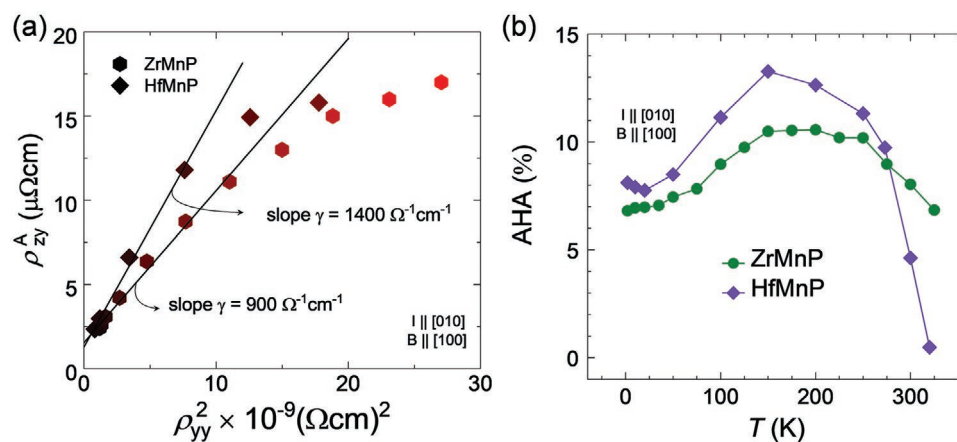 (a)
20
15
10
5
0
ρ^A_zy (μΩcm)
ZrMnP
HfMnP
slope γ = 1400 Ω⁻¹cm⁻¹
slope γ = 900 Ω⁻¹cm⁻¹
I || [010]
B || [100]
0 10 20 30
ρ²_yy × 10⁻⁹(Ωcm)²
(b)
15
10
5
0
AHA (%)
I || [010]
B || [100]
ZrMnP
HfMnP
0 100 200 300
T (K)